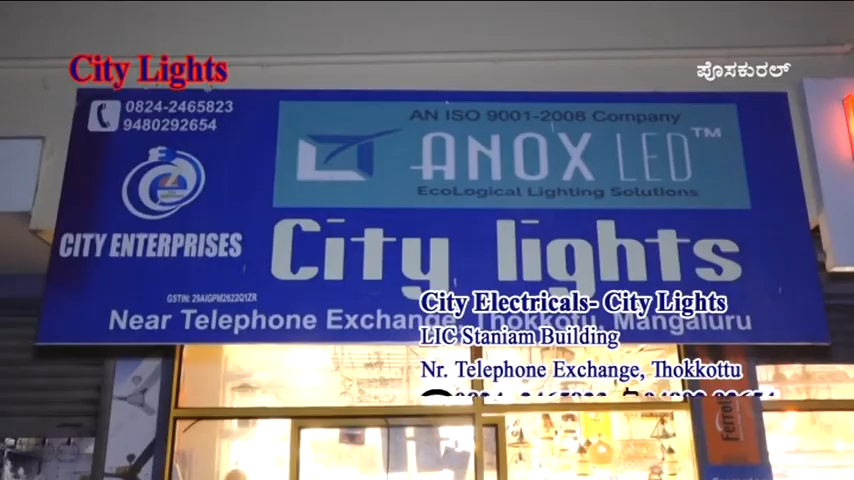 City Lights
ಪೊಸಕುರಲ್
0824-2465823
9480292654
AN ISO 9001-2008 Company
ANOX LED™
EcoLogical Lighting Solutions
CITY ENTERPRISES
City lights
GSTIN: 29AIGPM2622Q1ZR
Near Telephone Exchange, Thokkotu, Mangaluru
City Electricals- City Lights
LIC Staniam Building
Nr. Telephone Exchange, Thokkottu
Ferrol